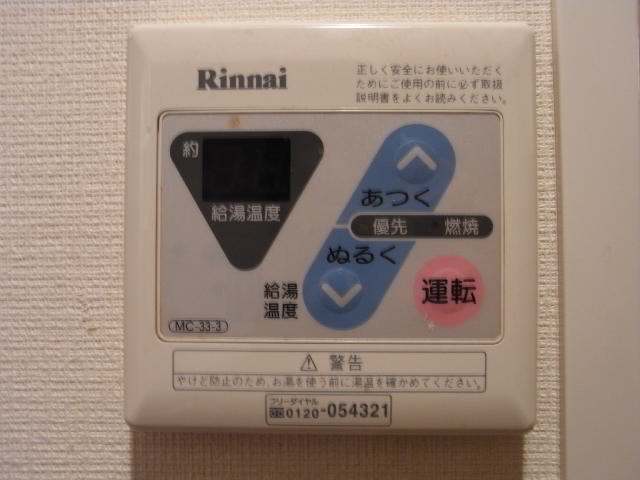 Rinnai
正しく安全にお使いいただく
ためにご使用の前に必ず取扱
説明書をよくお読みください。
約
給湯温度
あつく
優先 燃焼
ぬるく
給湯
温度
運転
MC-33-3
⚠ 警告
やけど防止のため、お湯を使う前に湯温を確かめてください。
フリーダイヤル
0120-054321